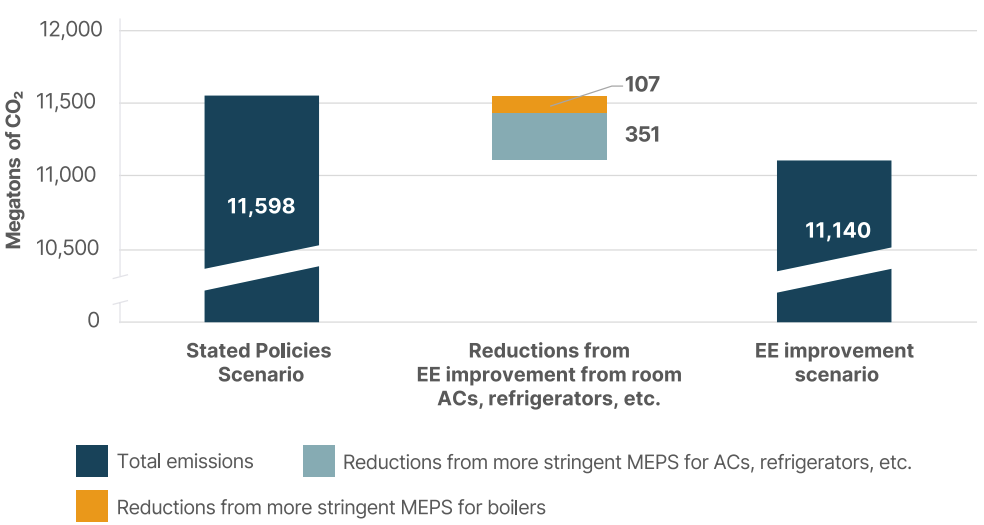 12,000
11,500
11,000
10,500
0
Megatons of CO₂
11,598
107
351
11,140
Stated Policies
Scenario
Reductions from
EE improvement from room
ACs, refrigerators, etc.
EE improvement
scenario
Total emissions
Reductions from more stringent MEPS for ACs, refrigerators, etc.
Reductions from more stringent MEPS for boilers